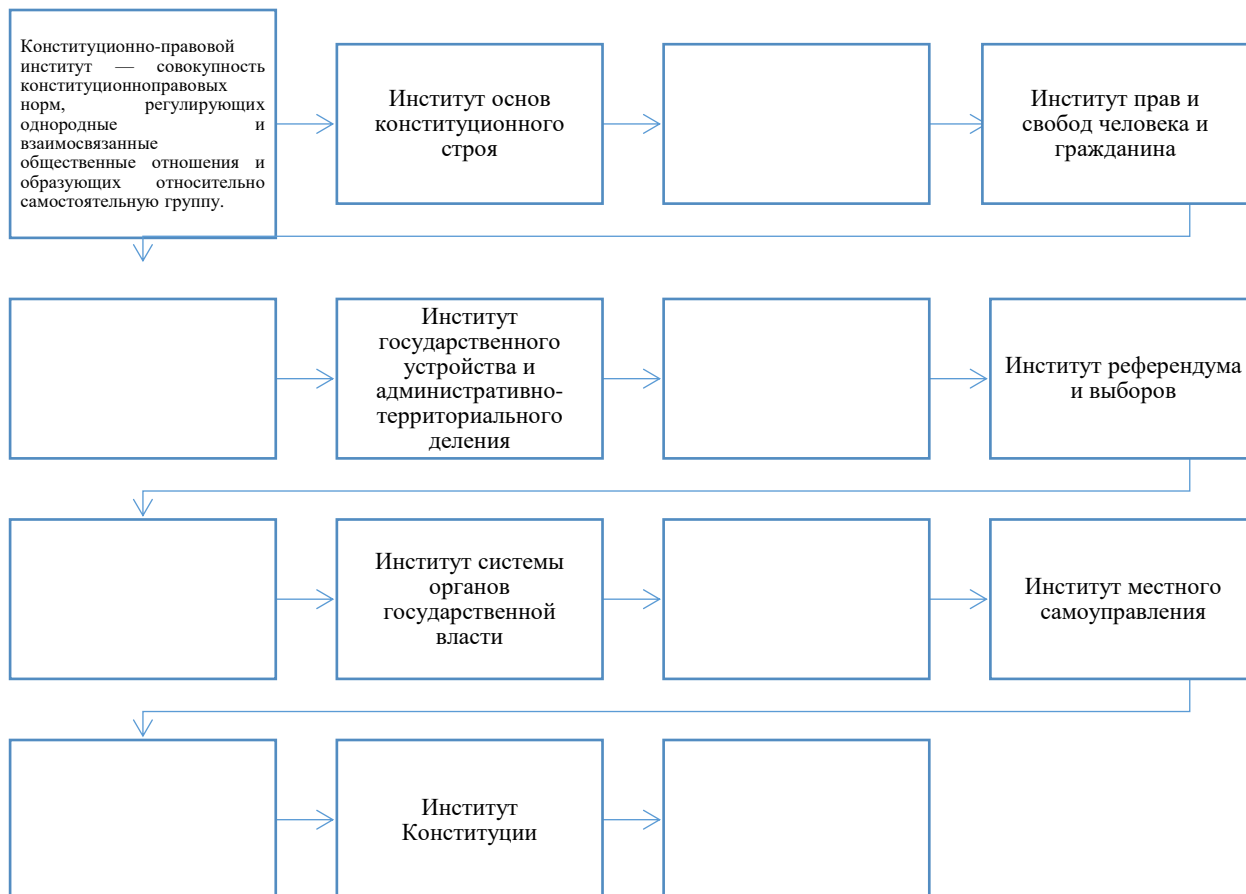 Конституционно-правовой
институт — совокупность
конституционноправовых
норм, регулирующих
однородные и
взаимосвязанные
общественные отношения и
образующих относительно
самостоятельную группу.
Институт основ
конституционного
строя
Институт прав и
свобод человека и
гражданина
Институт
государственного
устройства и
административно-
территориального
деления
Институт референдума
и выборов
Институт системы
органов
государственной
власти
Институт местного
самоуправления
Институт
Конституции